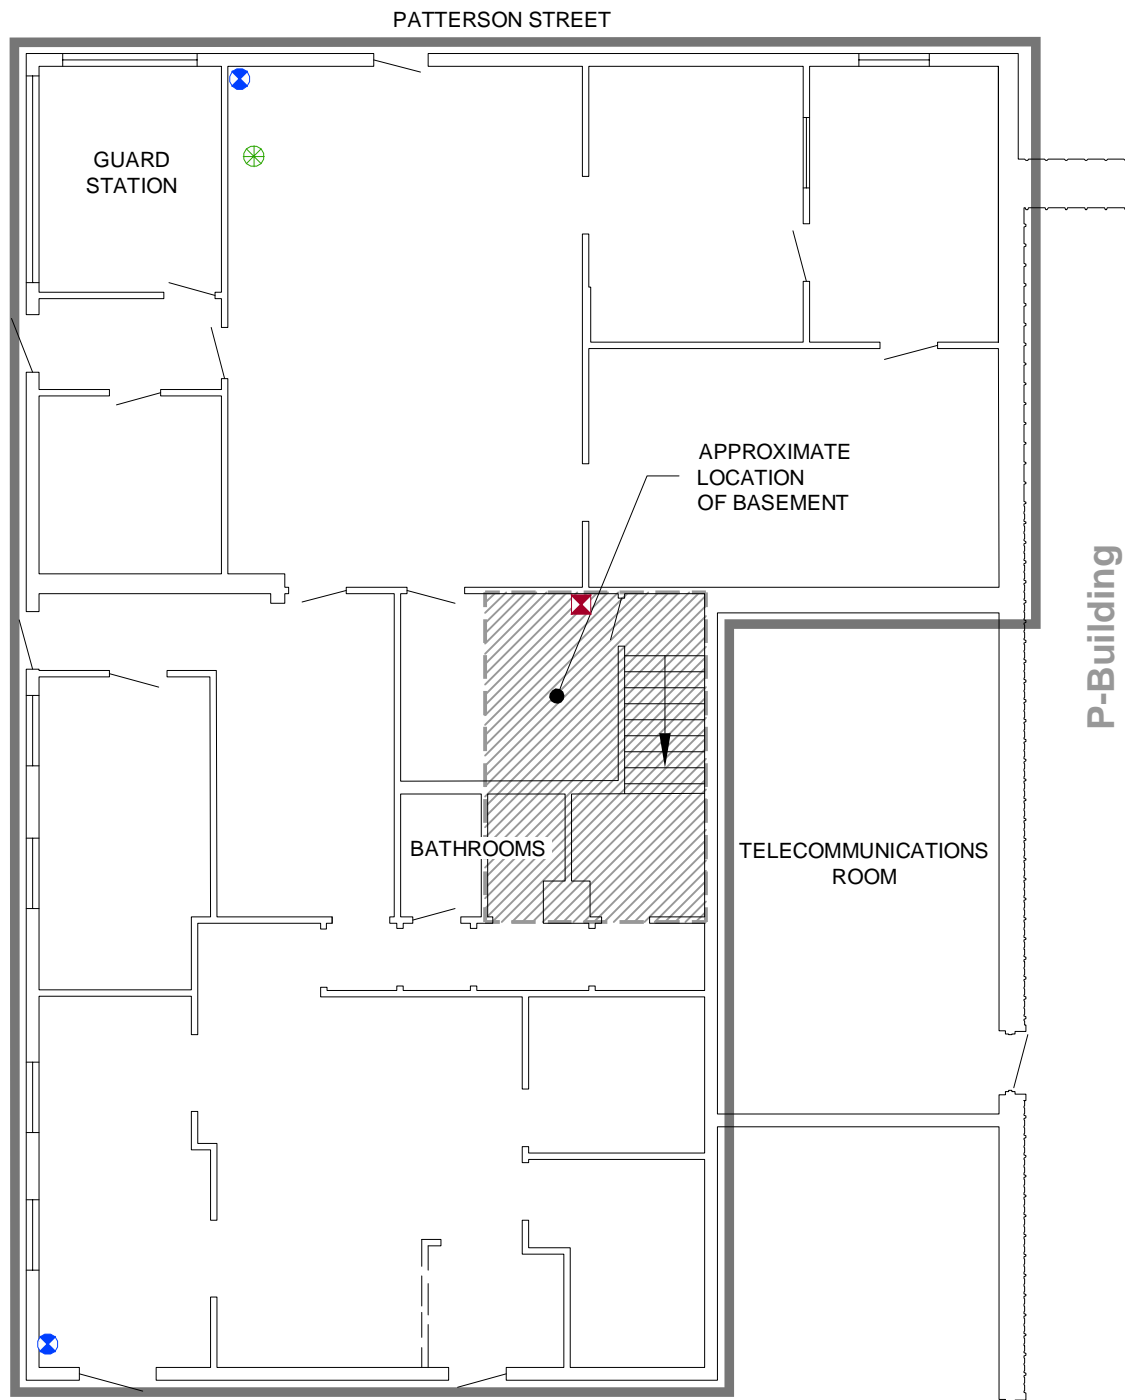 PATTERSON STREET
GUARD
STATION
APPROXIMATE
LOCATION
OF BASEMENT
P-Building
BATHROOMS
TELECOMMUNICATIONS
ROOM